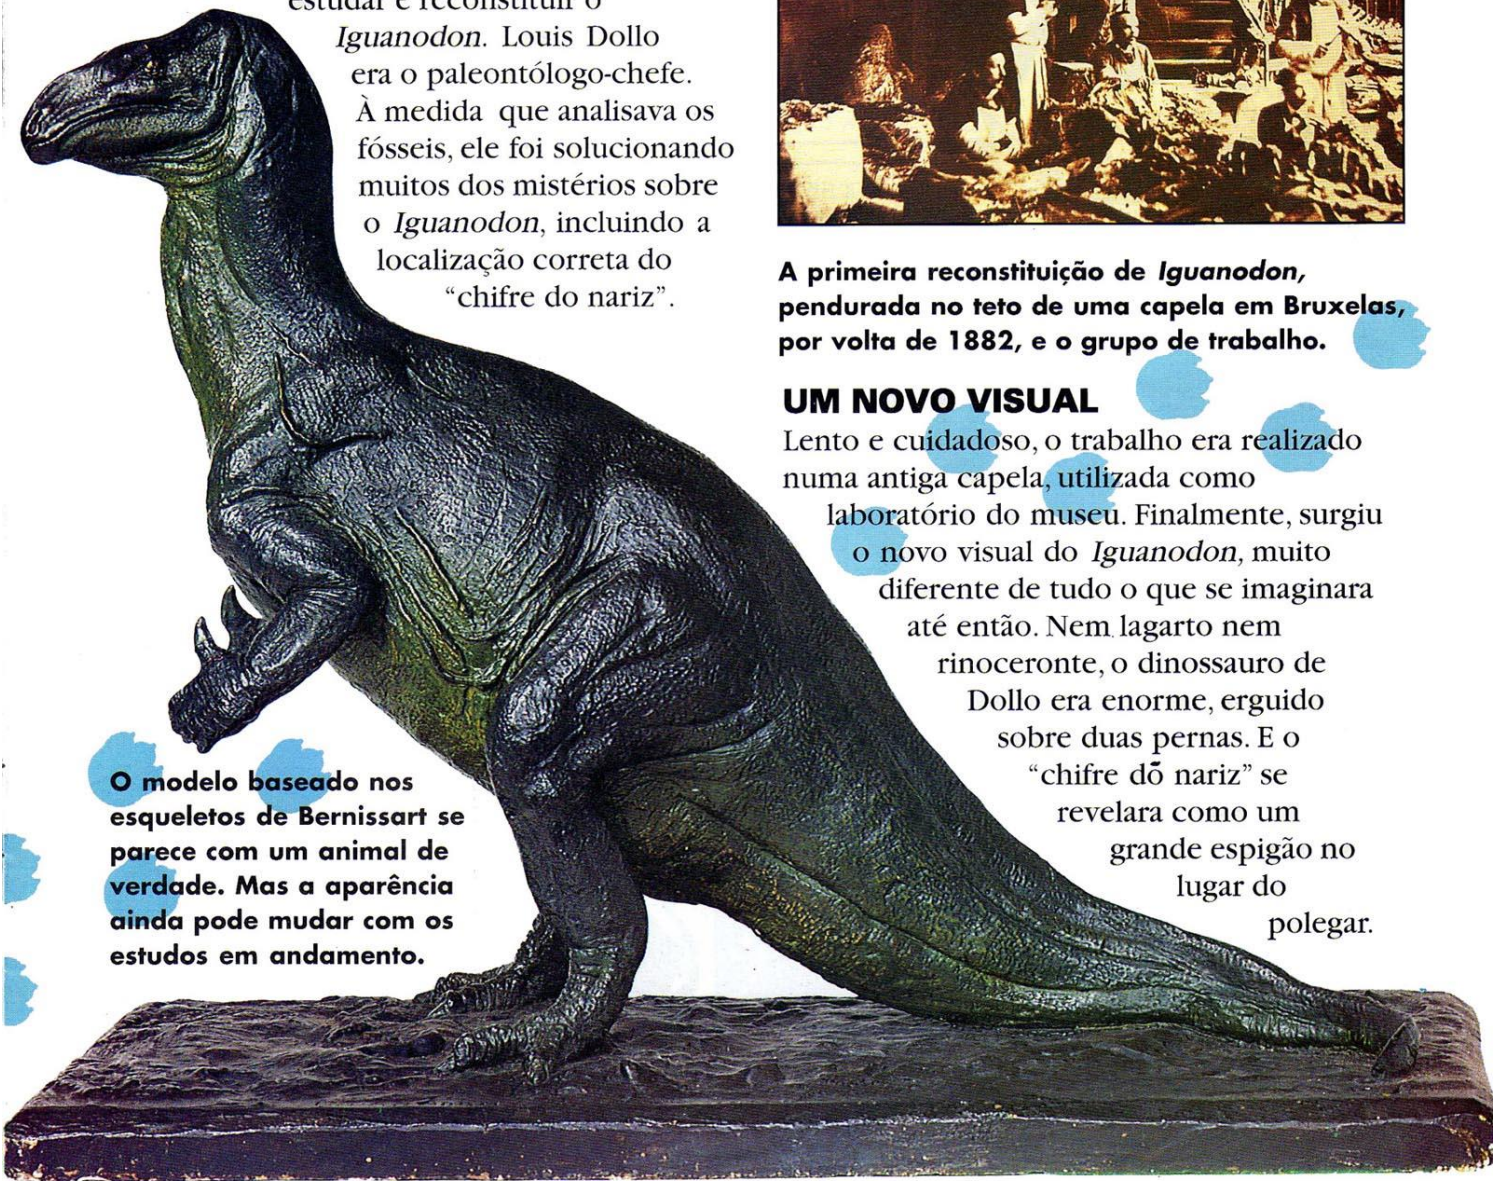 estudar e reconstituir o
Iguanodon. Louis Dollo
era o paleontólogo-chefe.
À medida que analisava os
fósseis, ele foi solucionando
muitos dos mistérios sobre
o Iguanodon, incluindo a
localização correta do
“chifre do nariz”.
A primeira reconstituição de Iguanodon,
pendurada no teto de uma capela em Bruxelas,
por volta de 1882, e o grupo de trabalho.
UM NOVO VISUAL
Lento e cuidadoso, o trabalho era realizado
numa antiga capela, utilizada como
laboratório do museu. Finalmente, surgiu
o novo visual do Iguanodon, muito
diferente de tudo o que se imaginara
até então. Nem lagarto nem
rinoceronte, o dinossauro de
Dollo era enorme, erguido
sobre duas pernas. E o
“chifre do nariz” se
revelara como um
grande espigão no
lugar do
polegar.
O modelo baseado nos
esqueletos de Bernissart se
parece com um animal de
verdade. Mas a aparência
ainda pode mudar com os
estudos em andamento.